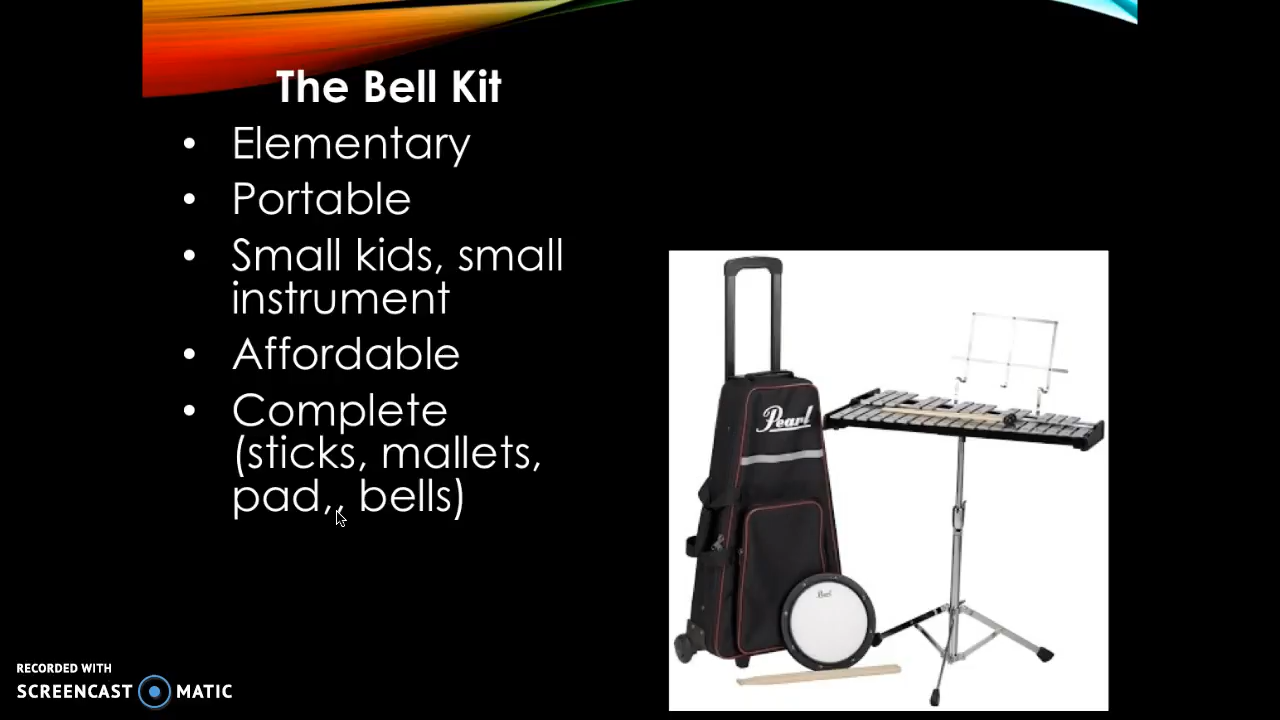 The Bell Kit
• Elementary
• Portable
• Small kids, small
instrument
• Affordable
• Complete
(sticks, mallets,
pad,, bells)
Pearl
Pearl
RECORDED WITH
SCREENCAST MATIC